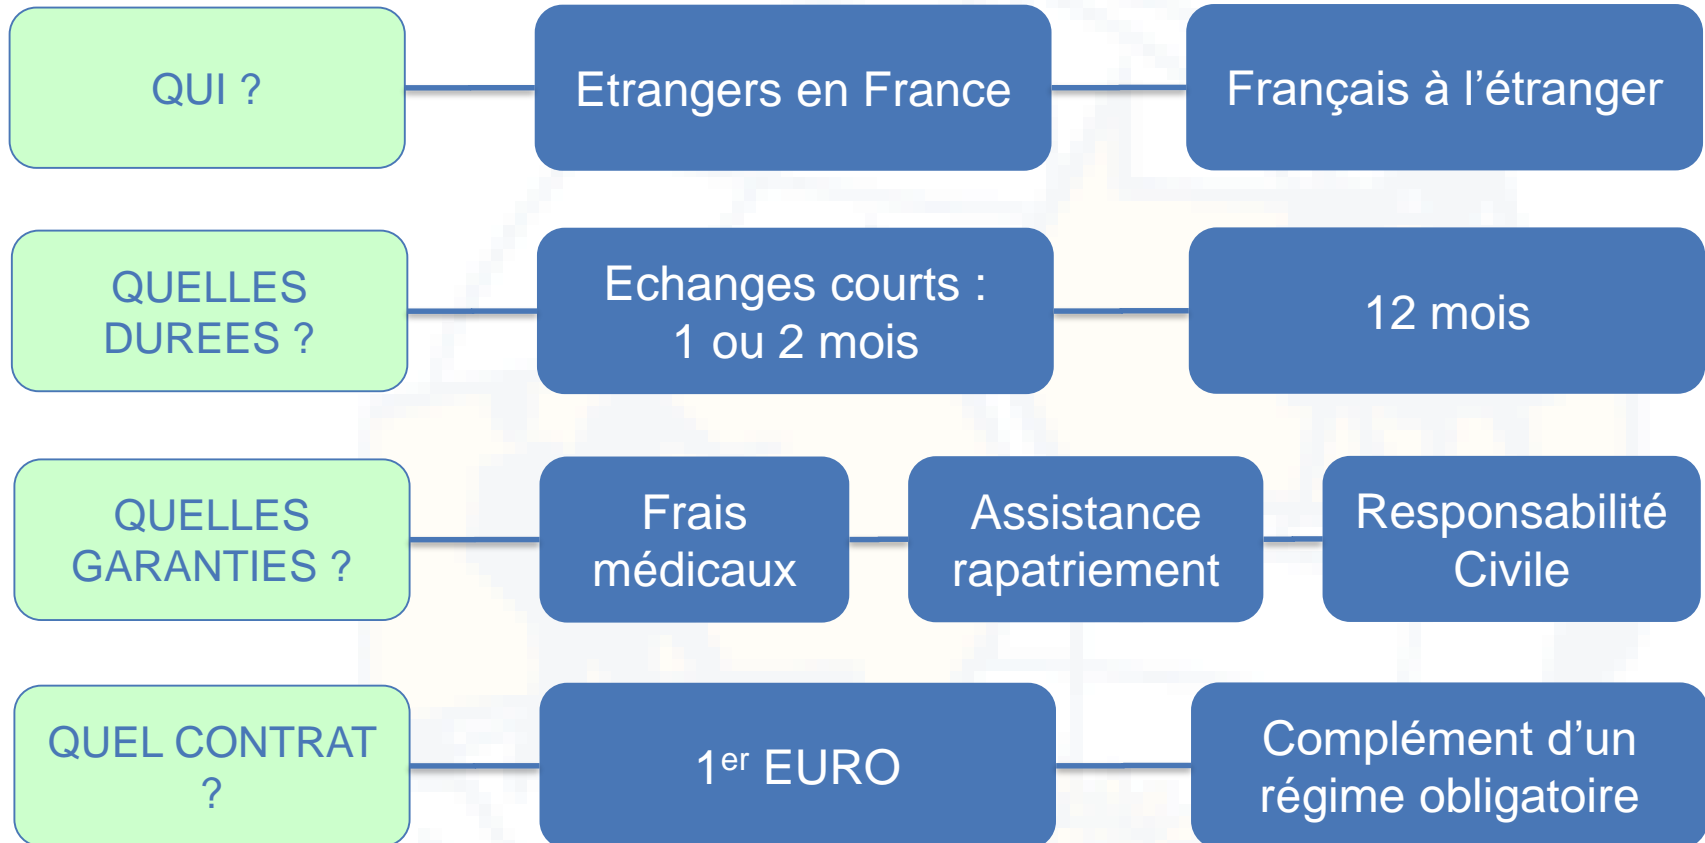 QUI ?
Etrangers en France
Français à l’étranger
QUELLES
DUREES ?
Echanges courts :
1 ou 2 mois
12 mois
QUELLES
GARANTIES ?
Frais
médicaux
Assistance
rapatriement
Responsabilité
Civile
QUEL CONTRAT
?
1er EURO
Complément d’un
régime obligatoire